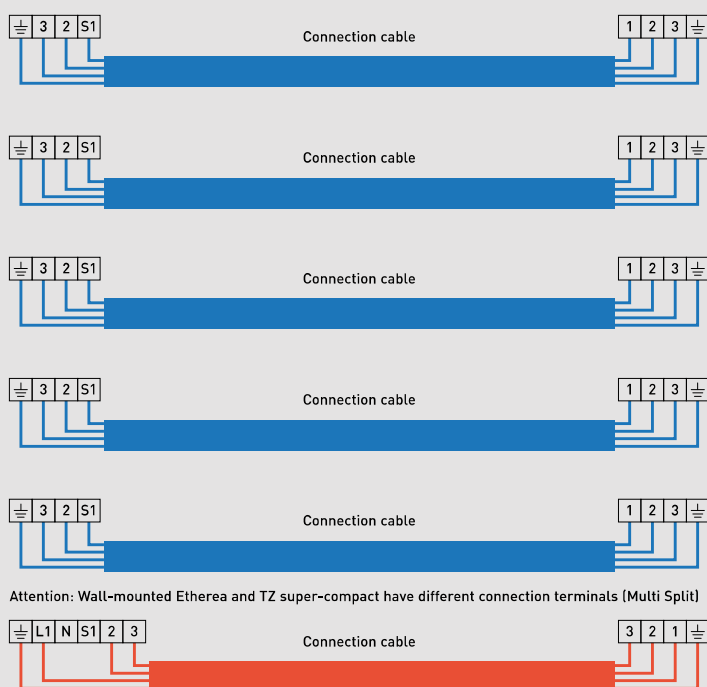 ⏚ 3 2 S1 Connection cable 1 2 3 ⏚
⏚ 3 2 S1 Connection cable 1 2 3 ⏚
⏚ 3 2 S1 Connection cable 1 2 3 ⏚
⏚ 3 2 S1 Connection cable 1 2 3 ⏚
⏚ 3 2 S1 Connection cable 1 2 3 ⏚
Attention: Wall-mounted Etherea and TZ super-compact have different connection terminals (Multi Split)
⏚ L1 N S1 2 3 Connection cable 3 2 1 ⏚